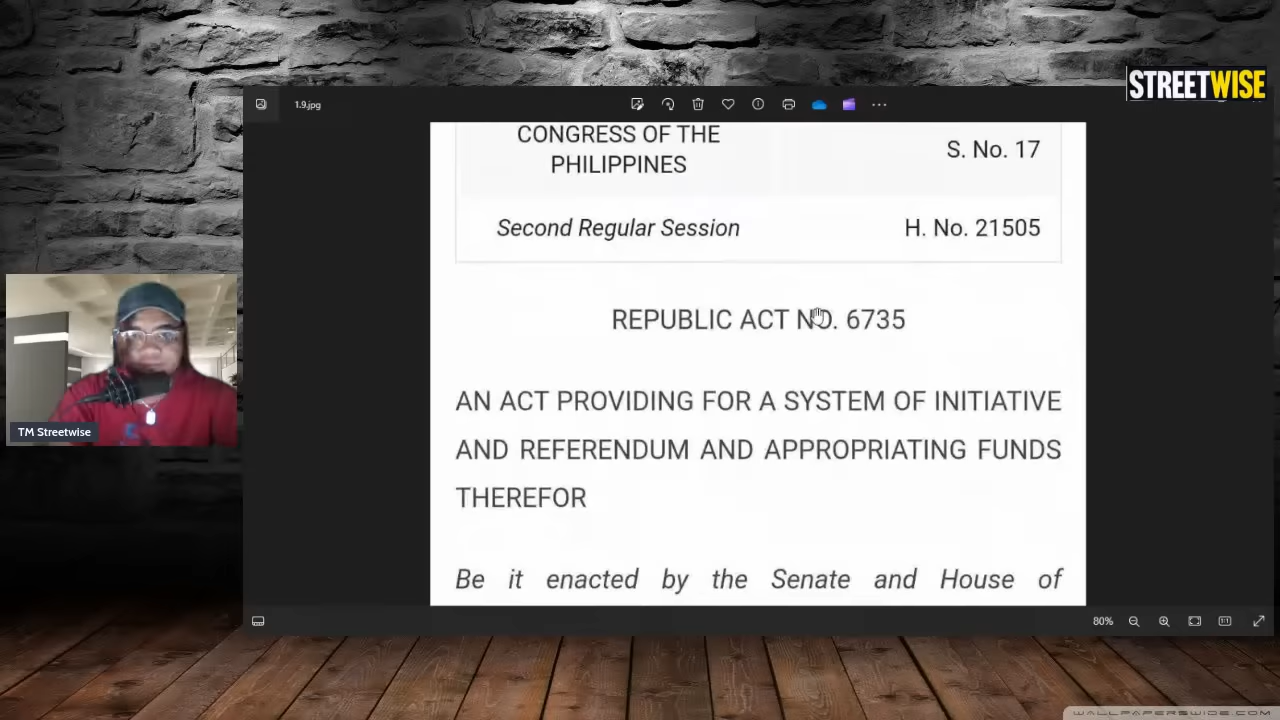 STREETWISE
1.9.jpg
CONGRESS OF THE
PHILIPPINES
S. No. 17
Second Regular Session
H. No. 21505
REPUBLIC ACT NO. 6735
AN ACT PROVIDING FOR A SYSTEM OF INITIATIVE
AND REFERENDUM AND APPROPRIATING FUNDS
THEREFOR
Be it enacted by the Senate and House of
TM Streetwise
80%
WALLPAPERSWIDE.COM